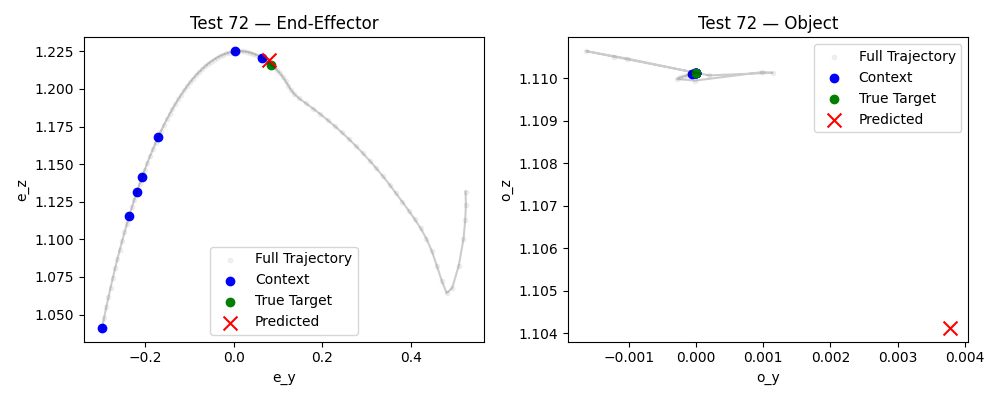 Test 72 — End-Effector
1.225
1.200
1.175
1.150
1.125
1.100
1.075
1.050
e_z
−0.2
0.0
0.2
0.4
e_y
Full Trajectory
Context
True Target
Predicted
Test 72 — Object
1.110
1.109
1.108
1.107
1.106
1.105
1.104
o_z
−0.001
0.000
0.001
0.002
0.003
0.004
o_y
Full Trajectory
Context
True Target
Predicted